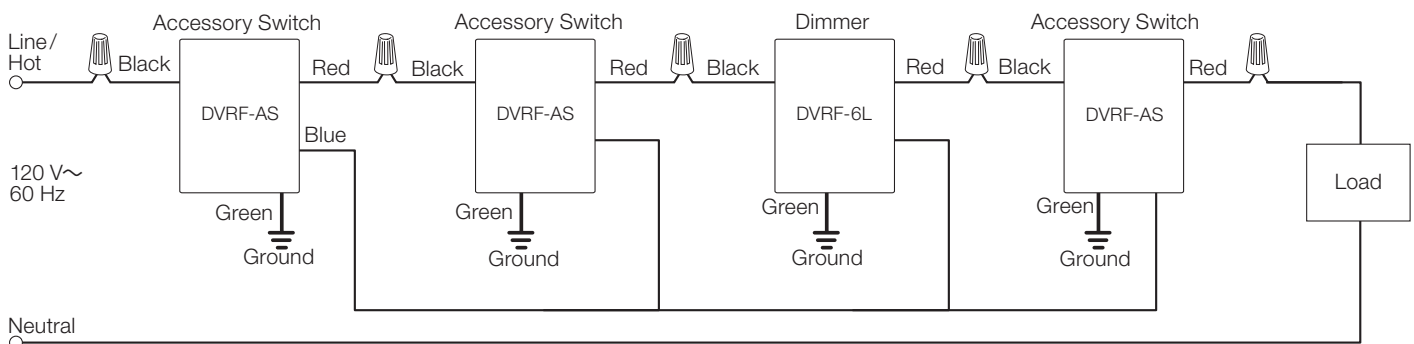 Accessory Switch
Accessory Switch
Dimmer
Accessory Switch
Line/
Hot
Black
Red
Black
Red
Black
Red
Black
Red
DVRF-AS
DVRF-AS
DVRF-6L
DVRF-AS
Blue
120 V~
60 Hz
Load
Green
Green
Green
Green
Ground
Ground
Ground
Ground
Neutral